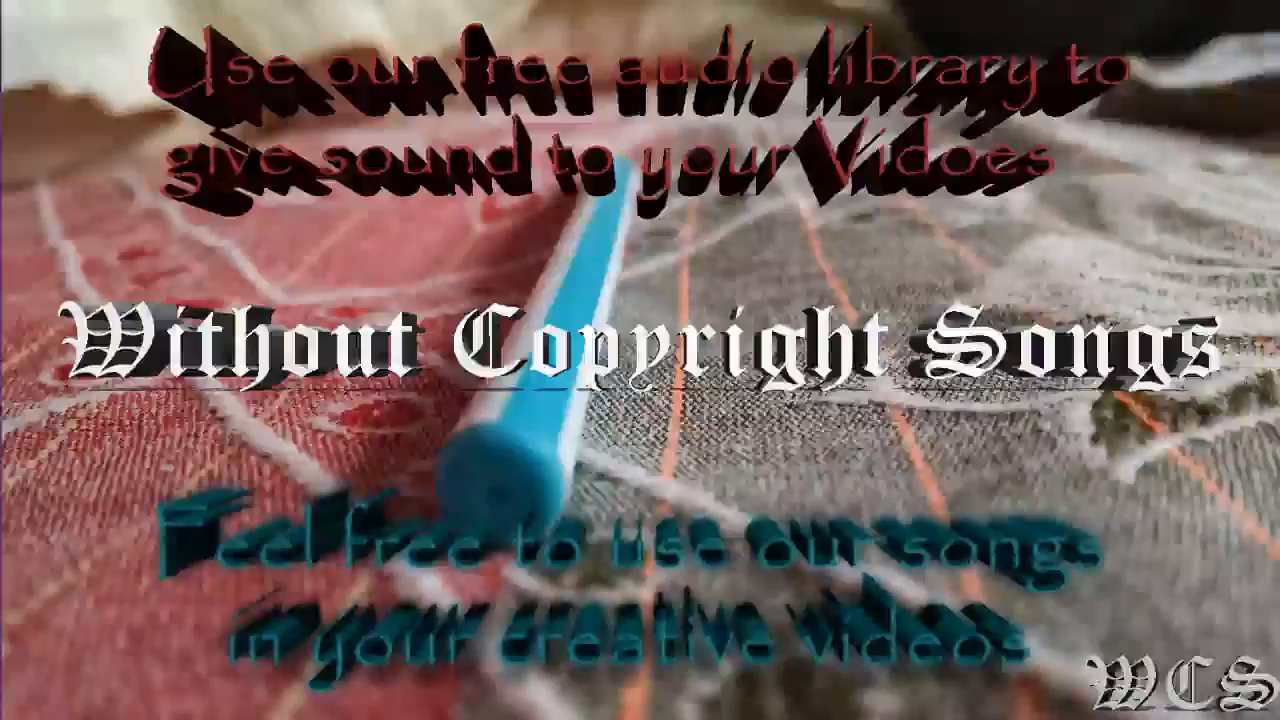 Use our free audio library to
give sound to your Vidoes
Without Copyright Songs
Feel free to use our songs
in your creative videos
WCS